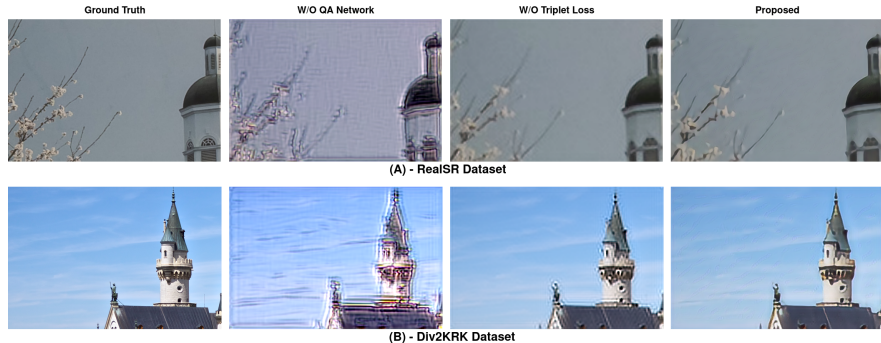 Ground Truth
W/O QA Network
W/O Triplet Loss
Proposed
(A) - RealSR Dataset
(B) - Div2KRK Dataset